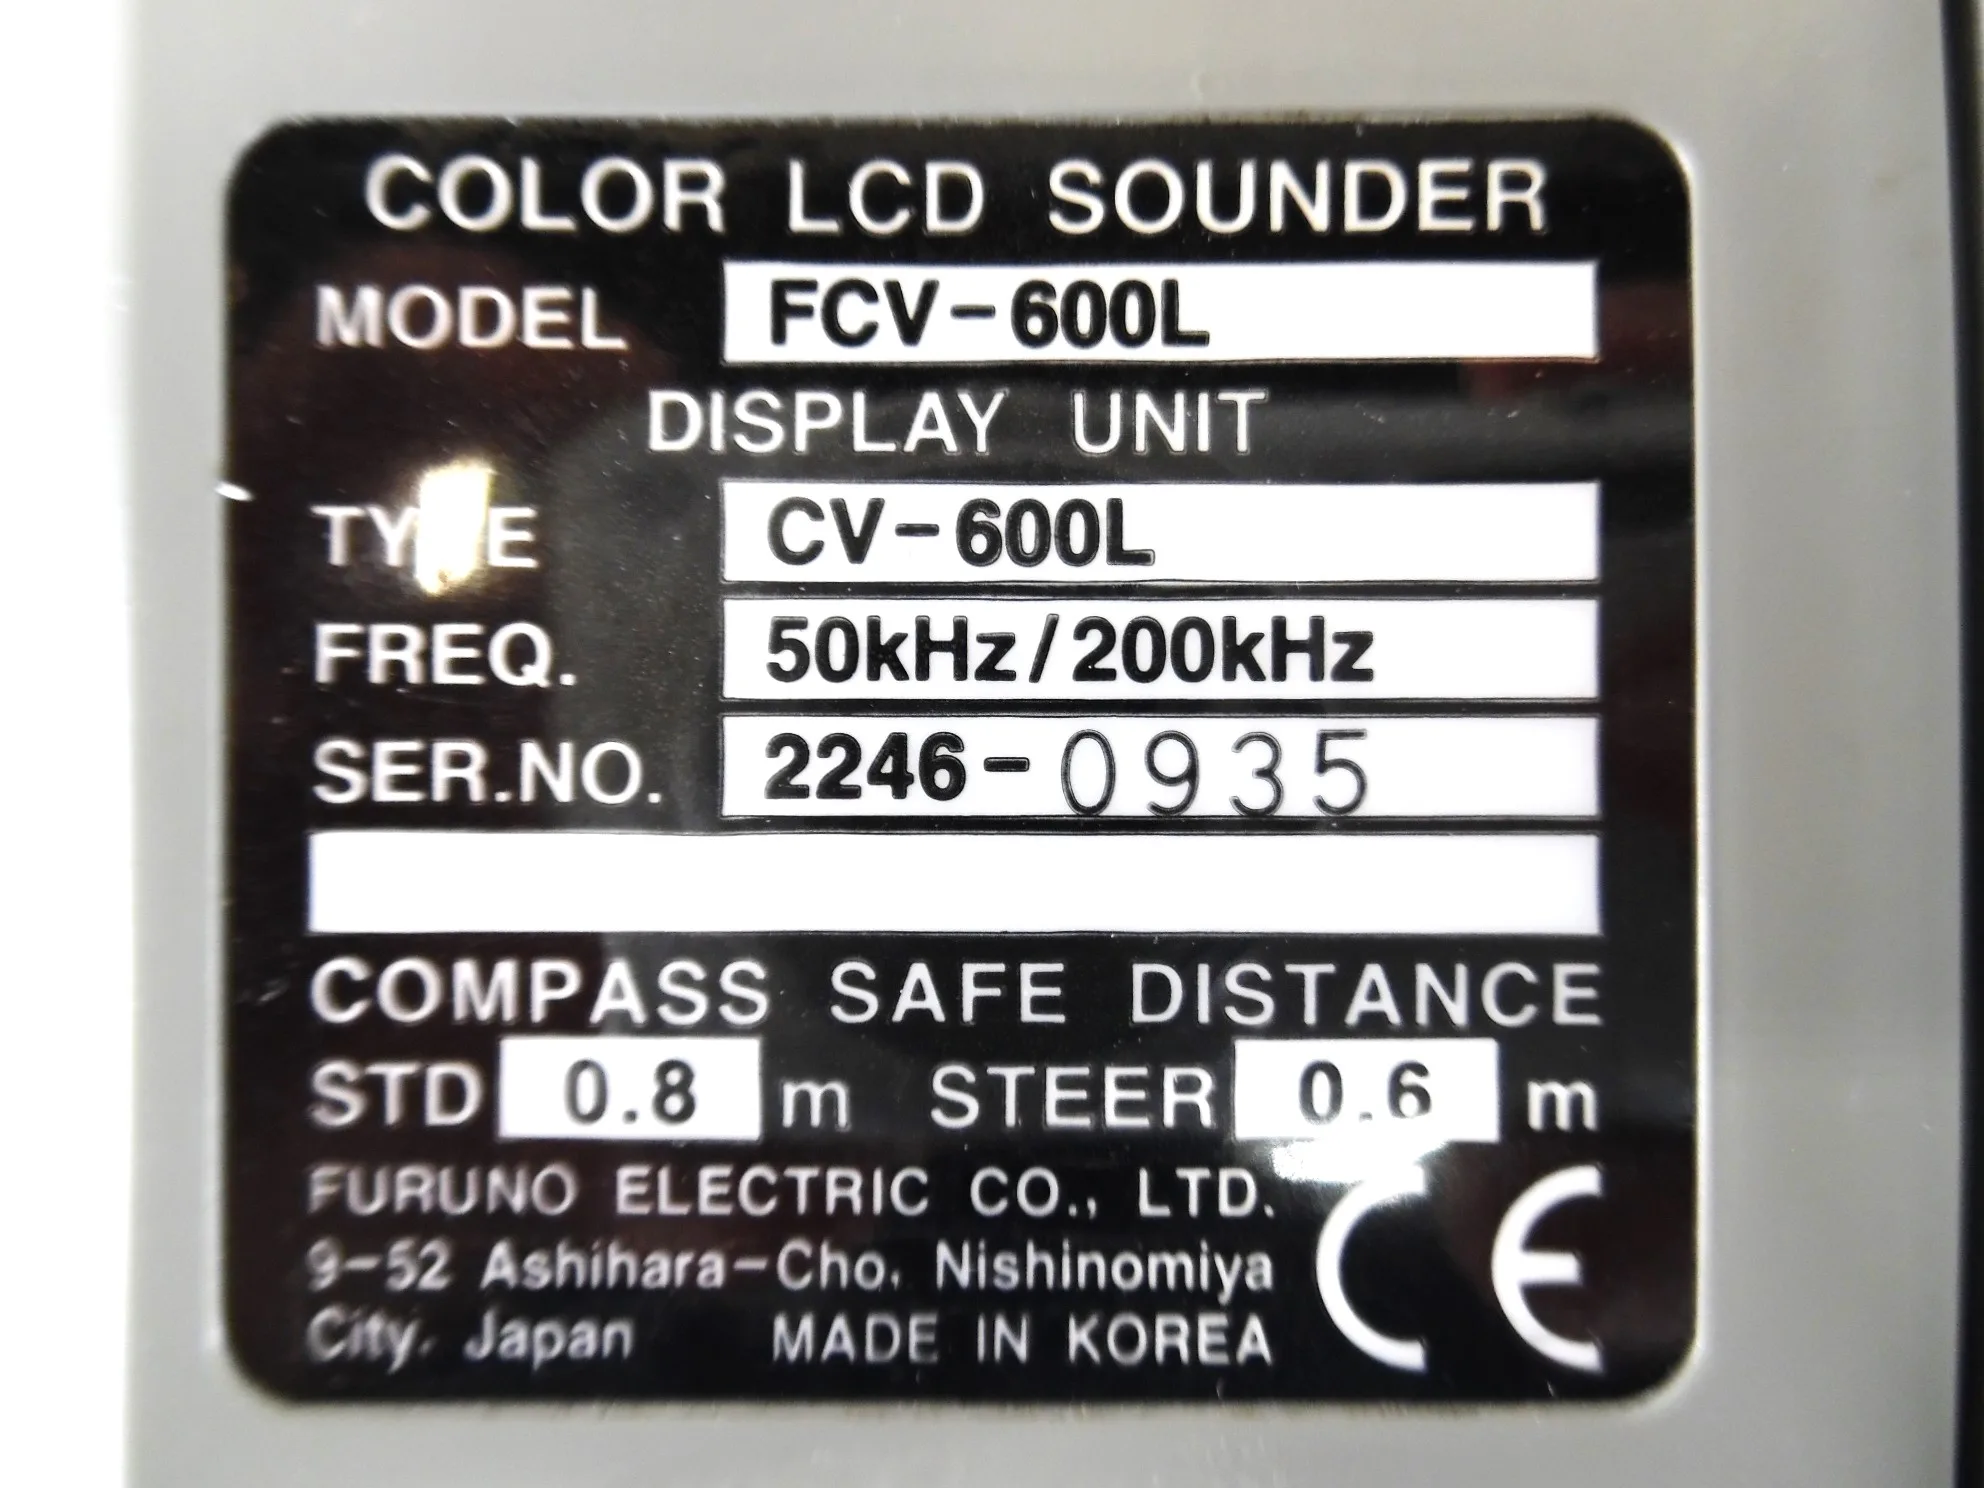 COLOR LCD SOUNDER
MODEL FCV-600L
DISPLAY UNIT
TYPE CV-600L
FREQ. 50kHz/200kHz
SER.NO. 2246-0935
COMPASS SAFE DISTANCE
STD 0.8 m STEER 0.6 m
FURUNO ELECTRIC CO., LTD.
9-52 Ashihara-Cho, Nishinomiya
City, Japan MADE IN KOREA
CE